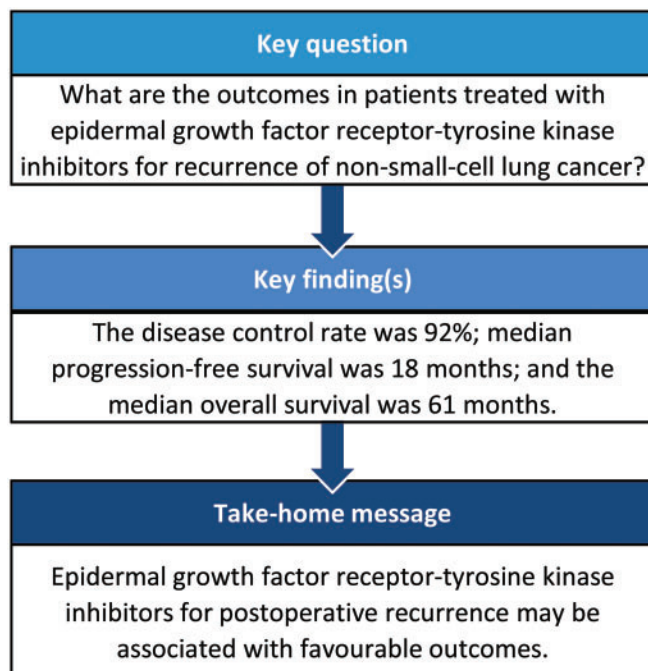 Key question
What are the outcomes in patients treated with
epidermal growth factor receptor-tyrosine kinase
inhibitors for recurrence of non-small-cell lung cancer?
Key finding(s)
The disease control rate was 92%; median
progression-free survival was 18 months; and the
median overall survival was 61 months.
Take-home message
Epidermal growth factor receptor-tyrosine kinase
inhibitors for postoperative recurrence may be
associated with favourable outcomes.